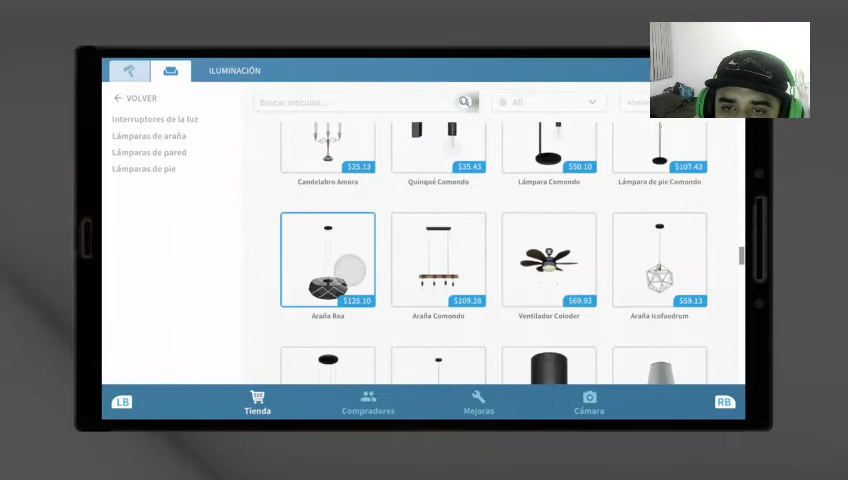 ILUMINACIÓN
VOLVER
Interruptores de la luz
Lámparas de araña
Lámparas de pared
Lámparas de pie
Buscar artículos...
All
$25.13
$35.43
$50.10
$107.43
Candelabro Amora
Quinqué Comondo
Lámpara Comondo
Lámpara de pie Comondo
$125.10
$109.28
$69.93
$59.13
Araña Rea
Araña Comondo
Ventilador Coloder
Araña Icofaedrum
LB
Tienda
Compradores
Mejoras
Cámara
RB